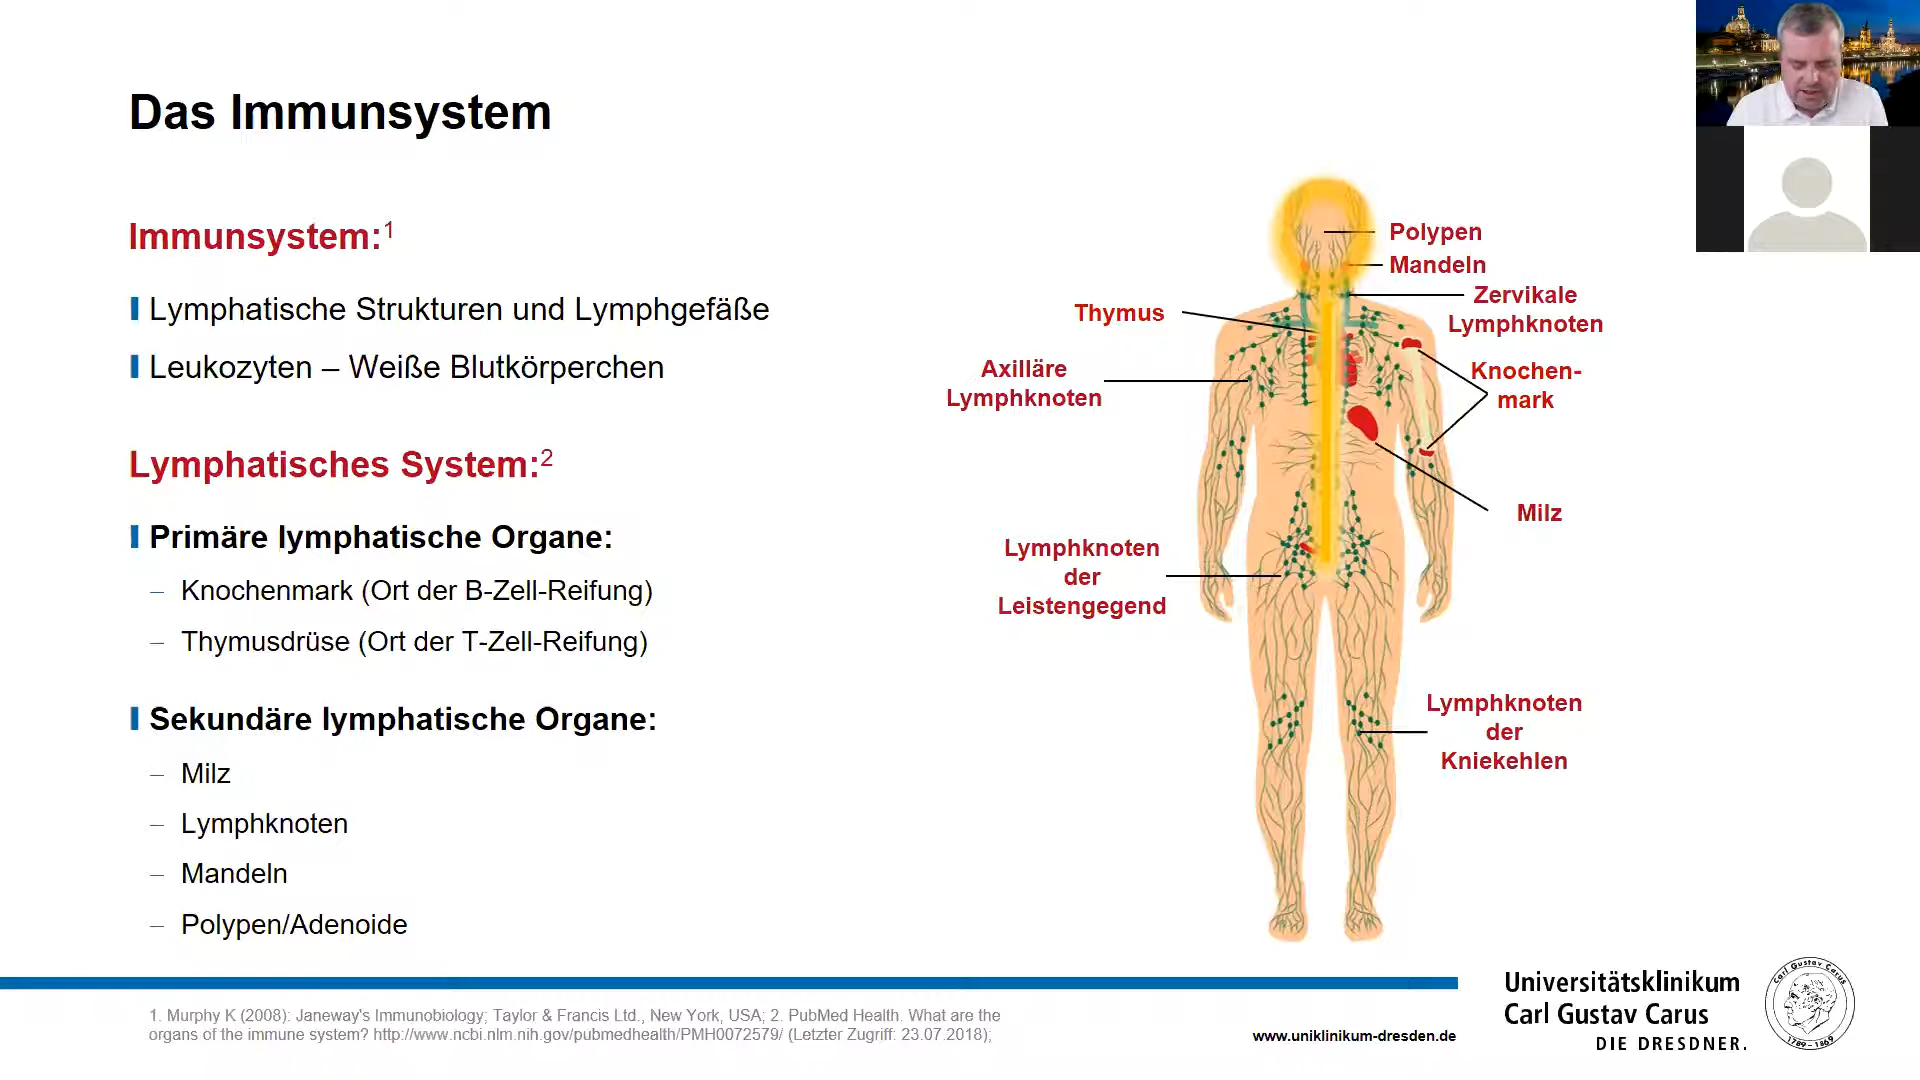 Das Immunsystem
Immunsystem:1
Lymphatische Strukturen und Lymphgefäße
Leukozyten – Weiße Blutkörperchen
Lymphatisches System:2
Primäre lymphatische Organe:
– Knochenmark (Ort der B-Zell-Reifung)
– Thymusdrüse (Ort der T-Zell-Reifung)
Sekundäre lymphatische Organe:
– Milz
– Lymphknoten
– Mandeln
– Polypen/Adenoide
Polypen
Mandeln
Zervikale
Lymphknoten
Thymus
Axilläre
Lymphknoten
Knochen-
mark
Milz
Lymphknoten
der
Leistengegend
Lymphknoten
der
Kniekehlen
1. Murphy K (2008): Janeway's Immunobiology; Taylor & Francis Ltd., New York, USA; 2. PubMed Health. What are the
organs of the immune system? http://www.ncbi.nlm.nih.gov/pubmedhealth/PMH0072579/ (Letzter Zugriff: 23.07.2018);
www.uniklinikum-dresden.de
Universitätsklinikum
Carl Gustav Carus
DIE DRESDNER.
Carl Gustav Carus
1789–1869